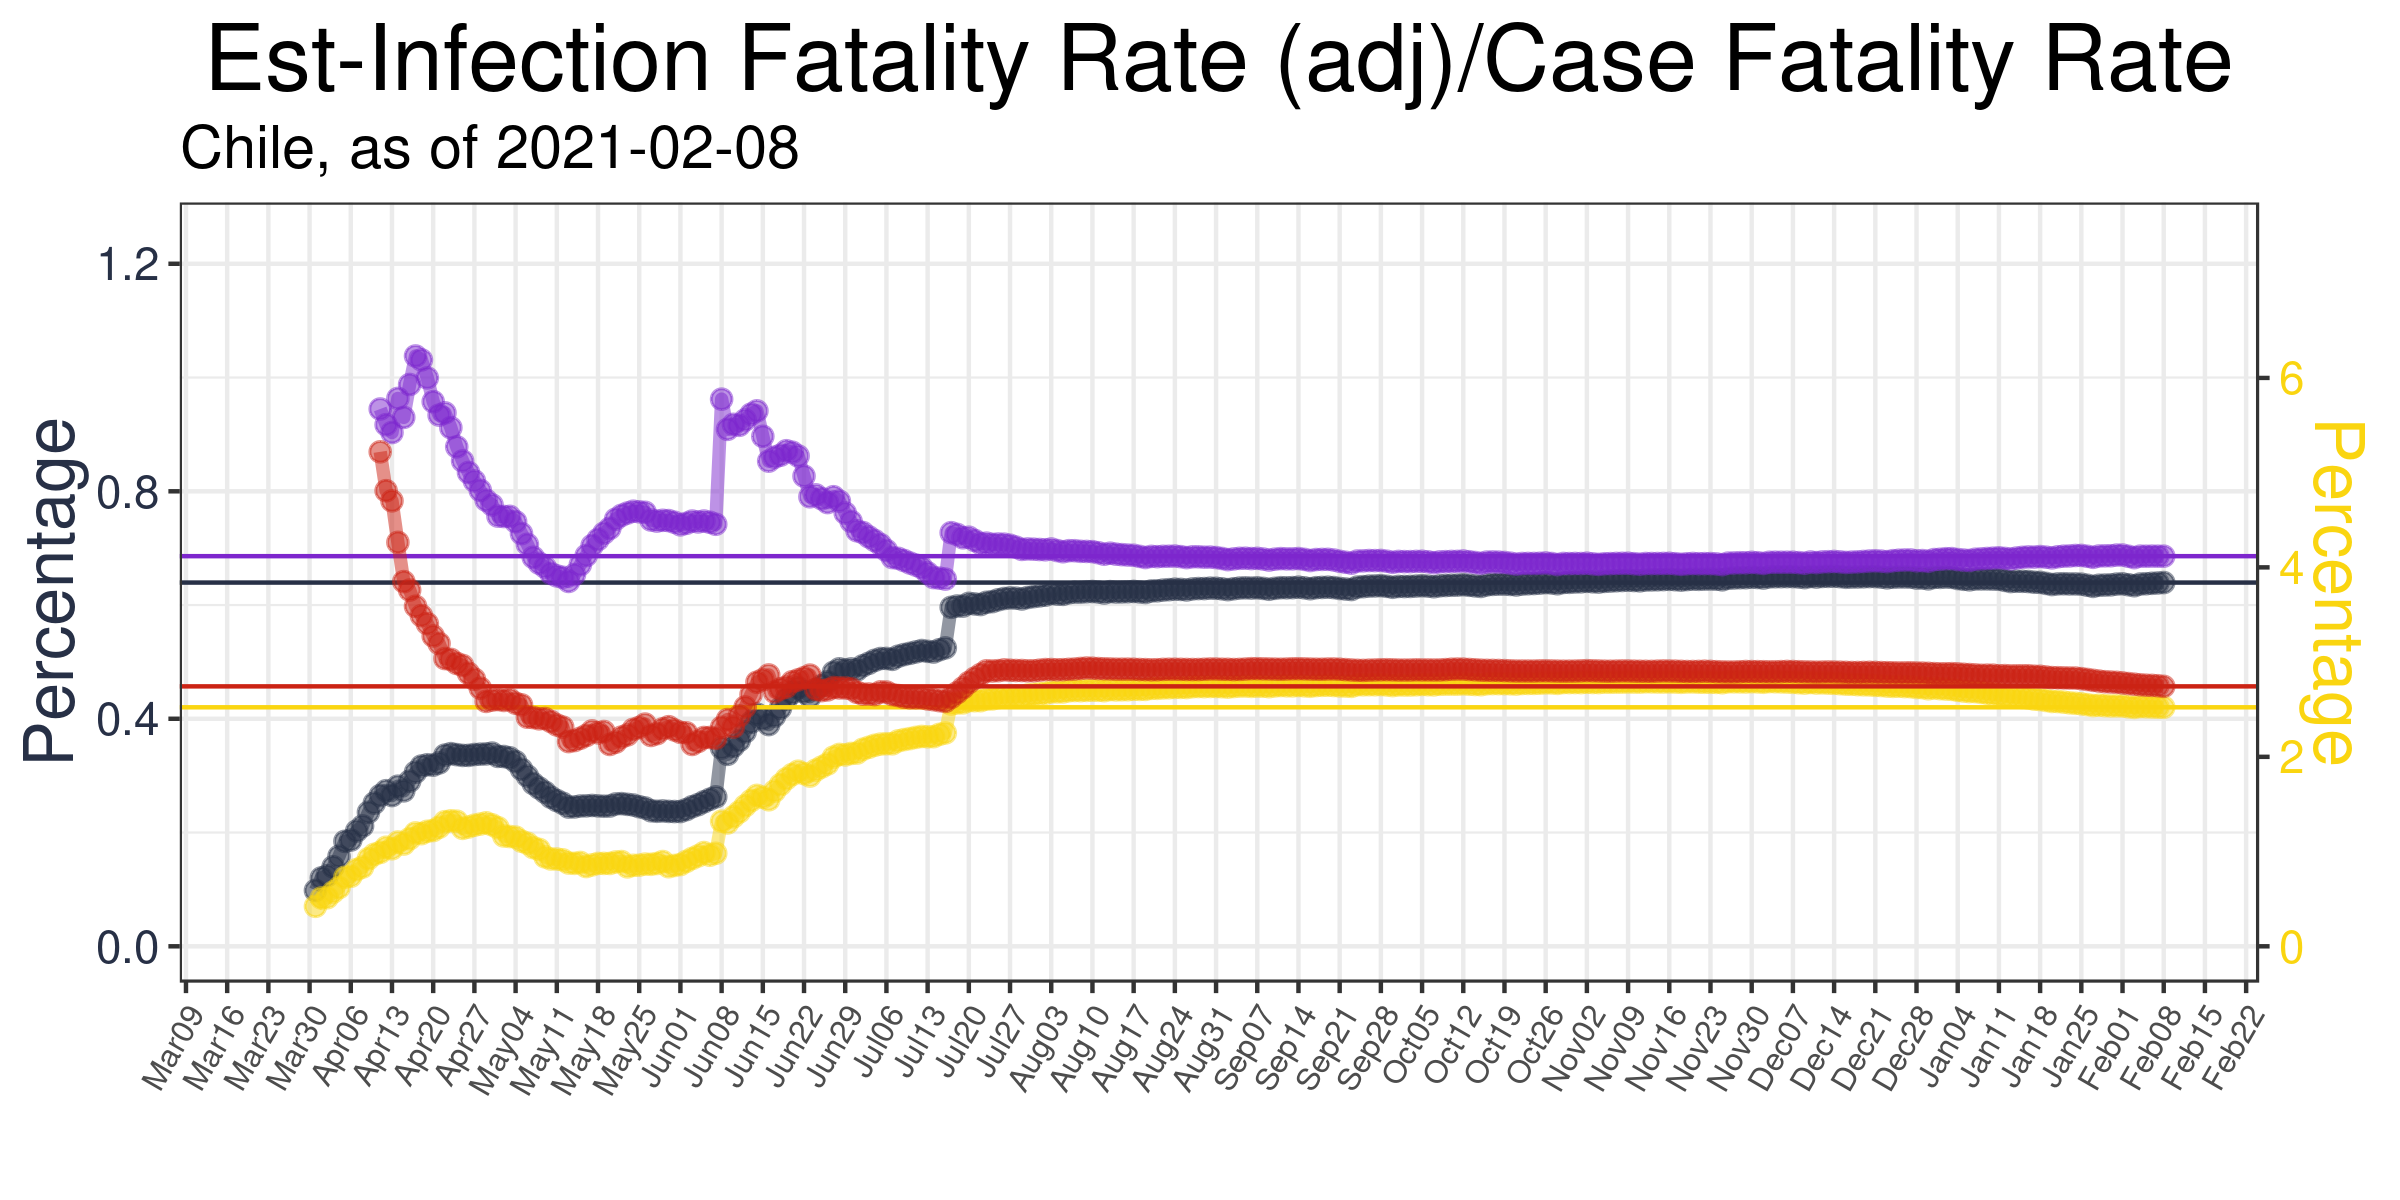 Est-Infection Fatality Rate (adj)/Case Fatality Rate
Chile, as of 2021-02-08
Percentage
1.2
0.8
0.4
0.0
6
4
2
0
Percentage
Mar09
Mar16
Mar23
Mar30
Apr06
Apr13
Apr20
Apr27
May04
May11
May18
May25
Jun01
Jun08
Jun15
Jun22
Jun29
Jul06
Jul13
Jul20
Jul27
Aug03
Aug10
Aug17
Aug24
Aug31
Sep07
Sep14
Sep21
Sep28
Oct05
Oct12
Oct19
Oct26
Nov02
Nov09
Nov16
Nov23
Nov30
Dec07
Dec14
Dec21
Dec28
Jan04
Jan11
Jan18
Jan25
Feb01
Feb08
Feb15
Feb22